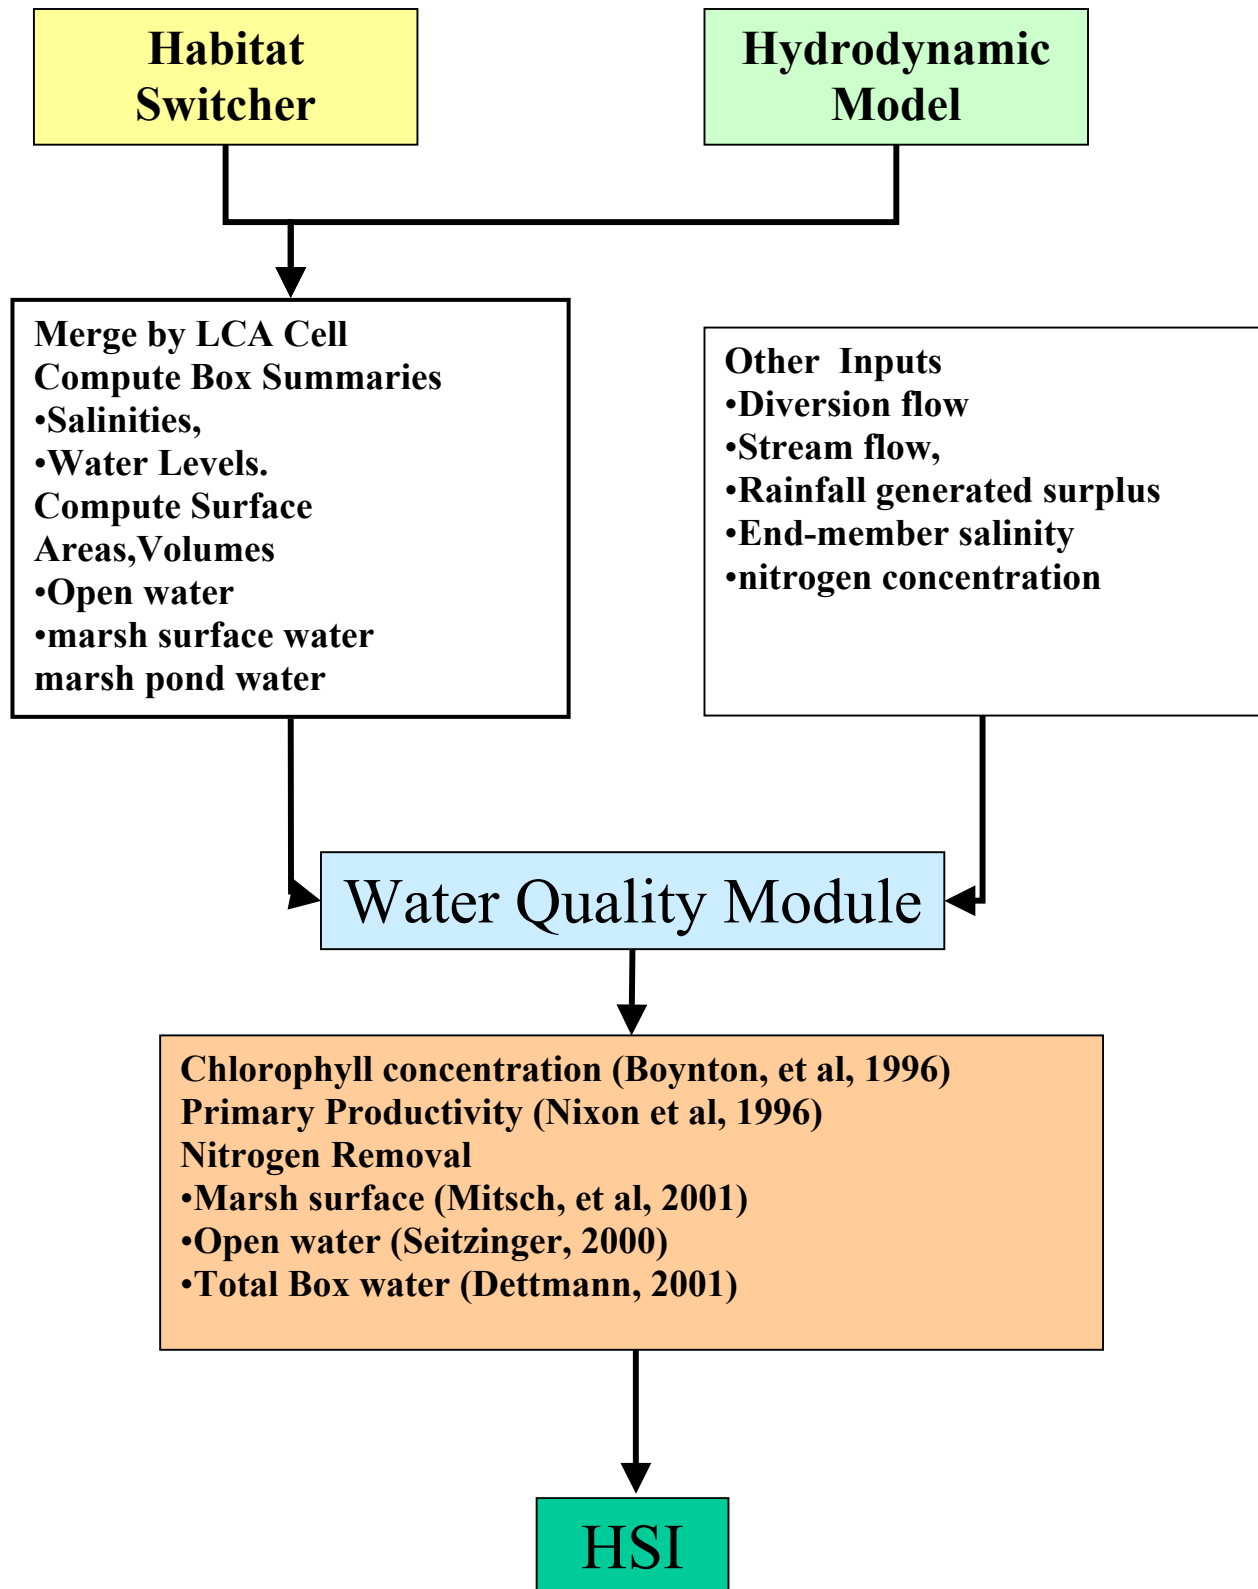 Habitat
Switcher
Hydrodynamic
Model
Merge by LCA Cell
Compute Box Summaries
•Salinities,
•Water Levels.
Compute Surface
Areas,Volumes
•Open water
•marsh surface water
marsh pond water
Other Inputs
•Diversion flow
•Stream flow,
•Rainfall generated surplus
•End-member salinity
•nitrogen concentration
Water Quality Module
Chlorophyll concentration (Boynton, et al, 1996)
Primary Productivity (Nixon et al, 1996)
Nitrogen Removal
•Marsh surface (Mitsch, et al, 2001)
•Open water (Seitzinger, 2000)
•Total Box water (Dettmann, 2001)
HSI